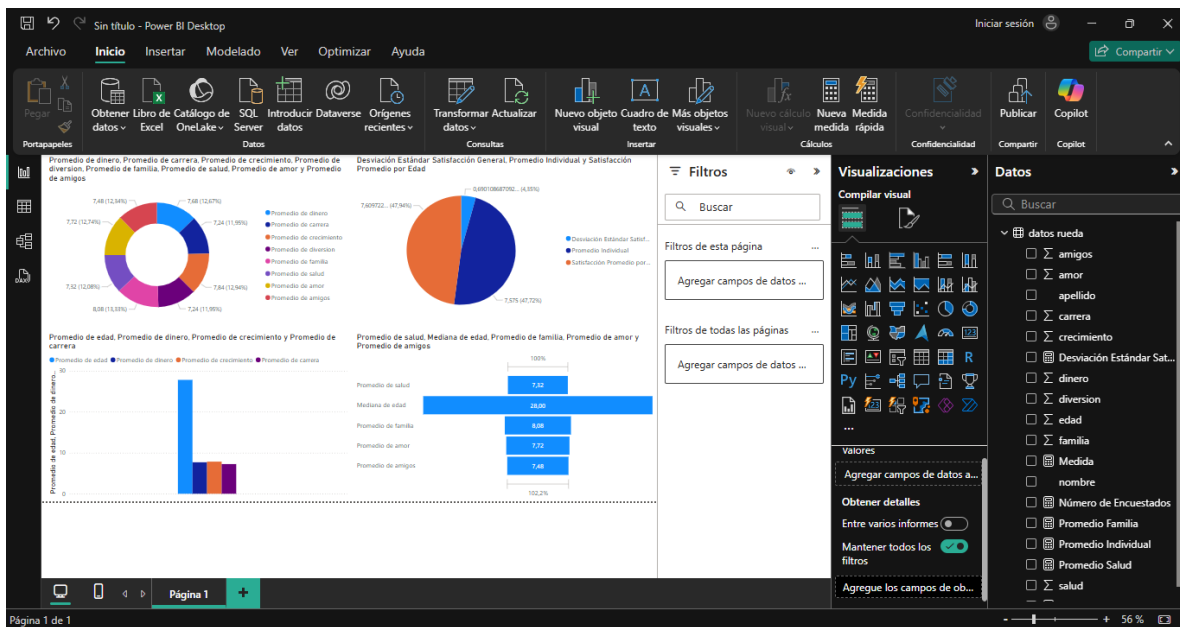 Sin título - Power BI Desktop
Iniciar sesión
Archivo Inicio Insertar Modelado Ver Optimizar Ayuda
Compartir
Pegar
Obtener datos
Libro de Excel
Catálogo de OneLake
SQL Server
Introducir datos
Dataverse
Orígenes recientes
Transformar datos
Actualizar
Nuevo objeto visual
Cuadro de texto
Más objetos visuales
Nuevo cálculo visual
Nueva medida
Medida rápida
Confidencialidad
Publicar
Copilot
Portapapeles
Datos
Consultas
Insertar
Cálculos
Confidencialidad
Compartir
Copilot
Promedio de dinero, Promedio de carrera, Promedio de crecimiento, Promedio de
diversion, Promedio de familia, Promedio de salud, Promedio de amor y Promedio
de amigos
7,48 (12,34%)
7,68 (12,67%)
7,72 (12,74%)
7,24 (11,95%)
7,32 (12,08%)
7,84 (12,94%)
8,08 (13,33%)
7,24 (11,95%)
Promedio de dinero
Promedio de carrera
Promedio de crecimiento
Promedio de diversion
Promedio de familia
Promedio de salud
Promedio de amor
Promedio de amigos
Desviación Estándar Satisfacción General, Promedio Individual y Satisfacción
Promedio por Edad
0,690108687092... (4,35%)
7,609722... (47,94%)
7,575 (47,72%)
Desviación Estándar Satisf...
Promedio Individual
Satisfacción Promedio por...
Promedio de edad, Promedio de dinero, Promedio de crecimiento y Promedio de
carrera
Promedio de edad Promedio de dinero Promedio de crecimiento Promedio de carrera
Promedio de edad, Promedio de dinero...
30
20
10
0
Promedio de salud, Mediana de edad, Promedio de familia, Promedio de amor y
Promedio de amigos
100%
Promedio de salud 7,32
Mediana de edad 28,00
Promedio de familia 8,08
Promedio de amor 7,72
Promedio de amigos 7,48
102,2%
Filtros
Buscar
Filtros de esta página ...
Agregar campos de datos ...
Filtros de todas las páginas ...
Agregar campos de datos ...
Visualizaciones
Compilar visual
Py
R
123
...
Valores
Agregar campos de datos a...
Obtener detalles
Entre varios informes
Mantener todos los
filtros
Agregue los campos de ob...
Datos
Buscar
datos rueda
amigos
amor
apellido
carrera
crecimiento
Desviación Estándar Sat...
dinero
diversion
edad
familia
Medida
nombre
Número de Encuestados
Promedio Familia
Promedio Individual
Promedio Salud
salud
Página 1
+
Página 1 de 1
- + 56 %